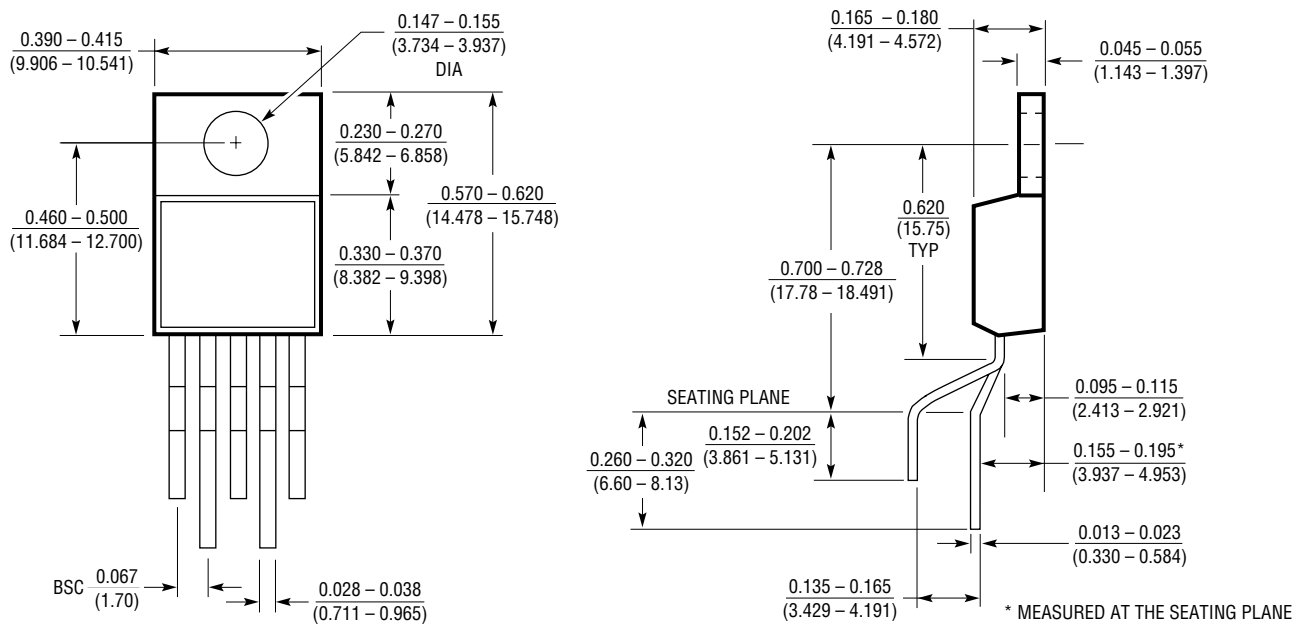 0.390 – 0.415
(9.906 – 10.541)
0.147 – 0.155
(3.734 – 3.937)
DIA
0.230 – 0.270
(5.842 – 6.858)
0.570 – 0.620
(14.478 – 15.748)
0.460 – 0.500
(11.684 – 12.700)
0.330 – 0.370
(8.382 – 9.398)
BSC
0.067
(1.70)
0.028 – 0.038
(0.711 – 0.965)
0.165 – 0.180
(4.191 – 4.572)
0.045 – 0.055
(1.143 – 1.397)
0.620
(15.75)
TYP
0.700 – 0.728
(17.78 – 18.491)
SEATING PLANE
0.152 – 0.202
(3.861 – 5.131)
0.260 – 0.320
(6.60 – 8.13)
0.095 – 0.115
(2.413 – 2.921)
0.155 – 0.195*
(3.937 – 4.953)
0.013 – 0.023
(0.330 – 0.584)
0.135 – 0.165
(3.429 – 4.191)
* MEASURED AT THE SEATING PLANE